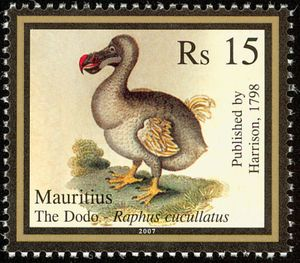 Rs 15
Published by
Harrison, 1798
Mauritius
The Dodo - Raphus cucullatus
2007